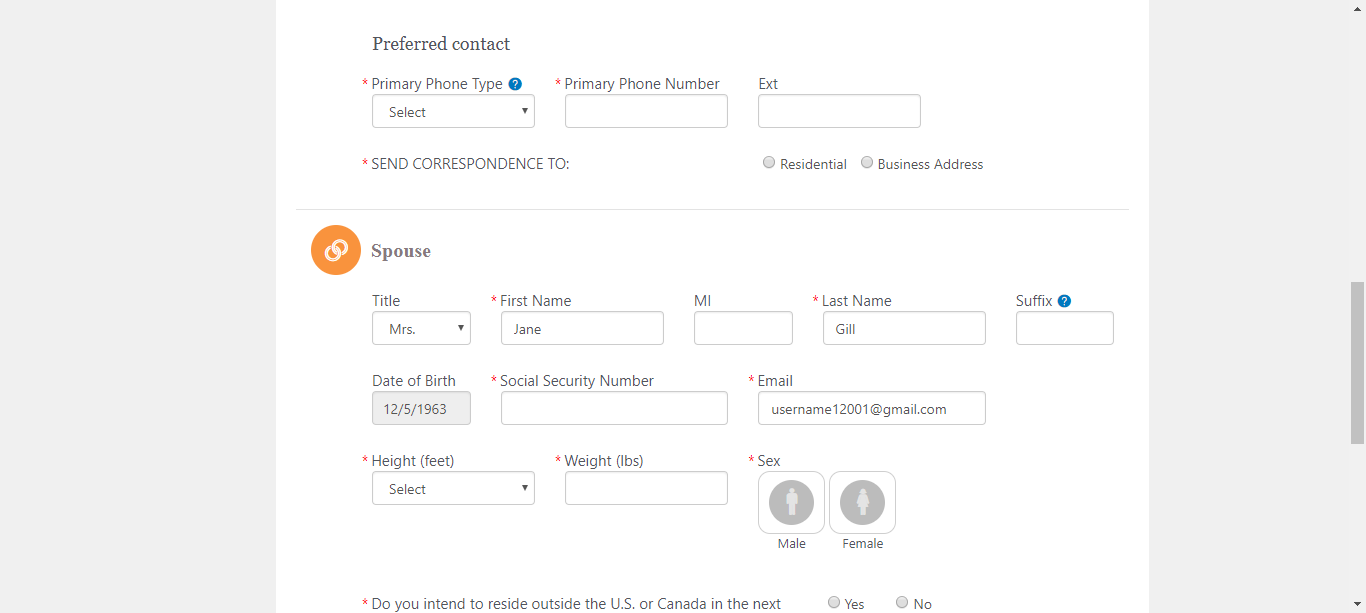 Preferred contact
* Primary Phone Type ? * Primary Phone Number Ext
Select
* SEND CORRESPONDENCE TO: Residential Business Address
Spouse
Title * First Name MI * Last Name Suffix ?
Mrs. Jane Gill
Date of Birth * Social Security Number * Email
12/5/1963 username12001@gmail.com
* Height (feet) * Weight (lbs) * Sex
Select
Male Female
* Do you intend to reside outside the U.S. or Canada in the next Yes No